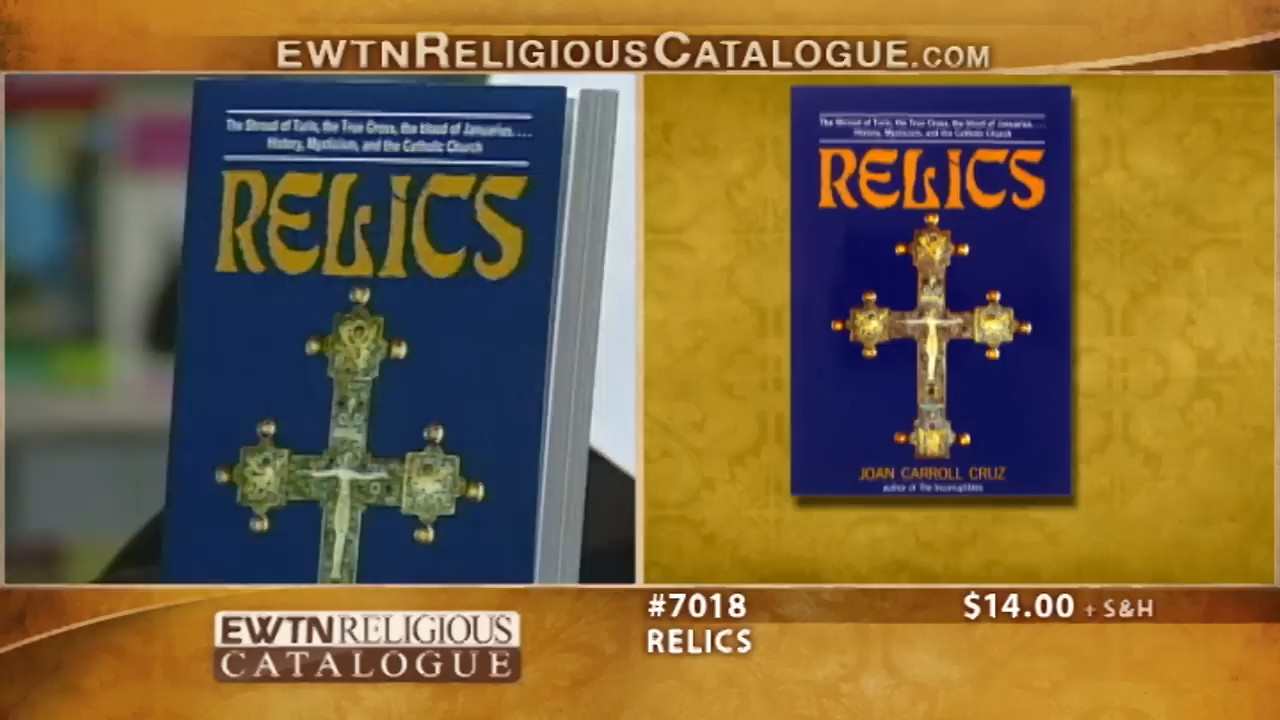 EWTNRELIGIOUSCATALOGUE.COM
The Shroud of Turin, the True Cross, the blood of Januarius....
History, Mysticism, and the Catholic Church
RELICS
The Shroud of Turin, the True Cross, the blood of Januarius....
History, Mysticism, and the Catholic Church
RELICS
JOAN CARROLL CRUZ
author of The Incorruptibles
EWTNRELIGIOUS
CATALOGUE
#7018
RELICS
$14.00 + S&H